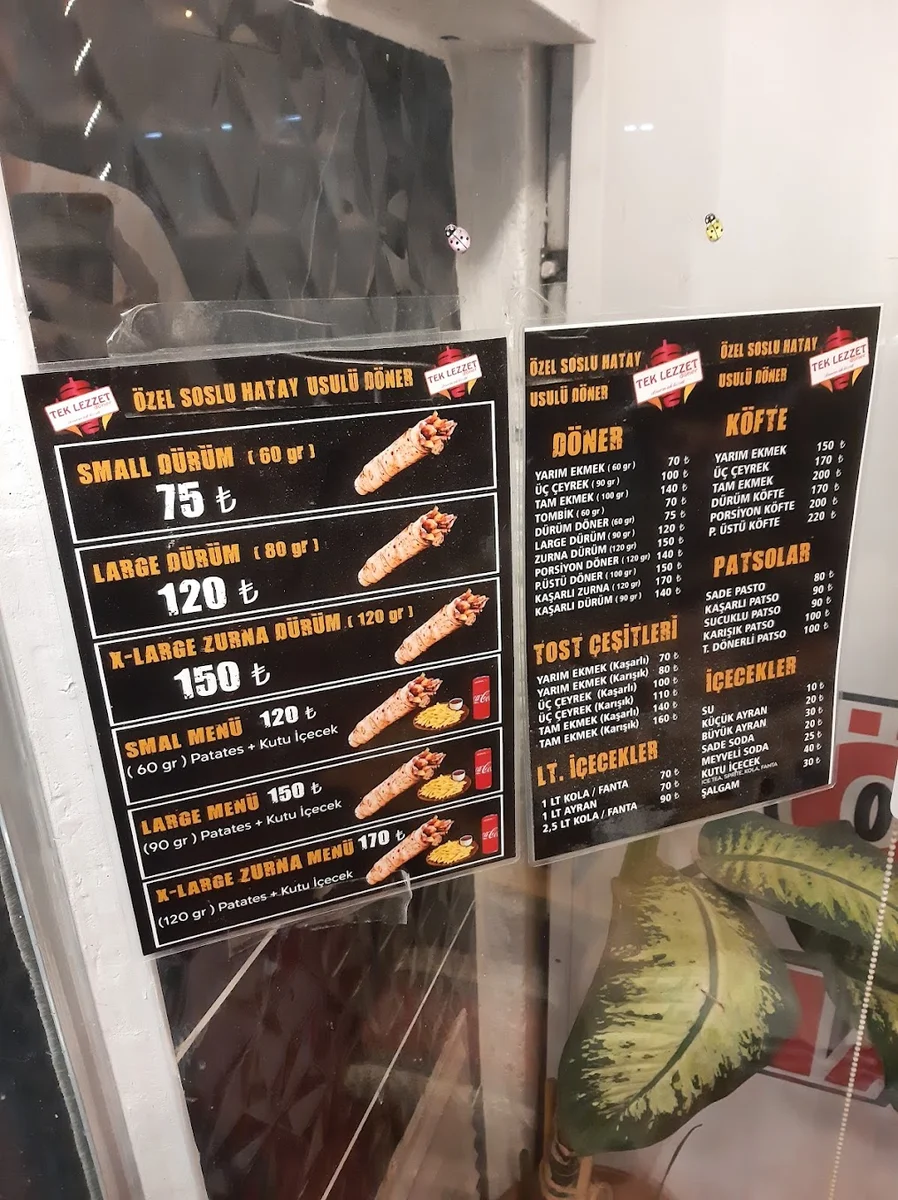 TEK LEZZET
ÖZEL SOSLU HATAY USULÜ DÖNER
TEK LEZZET
SMALL DÜRÜM ( 60 gr )
75 ₺
LARGE DÜRÜM ( 80 gr )
120 ₺
X-LARGE ZURNA DÜRÜM ( 120 gr )
150 ₺
SMAL MENÜ 120 ₺
( 60 gr ) Patates + Kutu İçecek
LARGE MENÜ 150 ₺
(90 gr ) Patates + Kutu İçecek
X-LARGE ZURNA MENÜ 170 ₺
(120 gr ) Patates + Kutu İçecek
ÖZEL SOSLU HATAY
USULÜ DÖNER
TEK LEZZET
DÖNER
YARIM EKMEK ( 60 gr ) 70 ₺
ÜÇ ÇEYREK ( 90 gr ) 100 ₺
TAM EKMEK ( 100 gr ) 140 ₺
TOMBİK ( 60 gr ) 70 ₺
DÜRÜM DÖNER (60 gr) 75 ₺
LARGE DÜRÜM ( 90 gr ) 120 ₺
ZURNA DÜRÜM (120 gr) 150 ₺
PORSİYON DÖNER ( 120 gr) 140 ₺
P.ÜSTÜ DÖNER ( 100 gr ) 150 ₺
KAŞARLI ZURNA ( 120 gr ) 170 ₺
KAŞARLI DÜRÜM ( 90 gr ) 140 ₺
TOST ÇEŞİTLERİ
YARIM EKMEK (Kaşarlı) 70 ₺
YARIM EKMEK (Karışık) 80 ₺
ÜÇ ÇEYREK (Kaşarlı) 100 ₺
ÜÇ ÇEYREK (Karışık) 110 ₺
TAM EKMEK (Kaşarlı) 140 ₺
TAM EKMEK (Karışık) 160 ₺
LT. İÇECEKLER
1 LT KOLA / FANTA 70 ₺
1 LT AYRAN 70 ₺
2,5 LT KOLA / FANTA 90 ₺
ÖZEL SOSLU HATAY
USULÜ DÖNER
TEK LEZZET
KÖFTE
YARIM EKMEK 150 ₺
ÜÇ ÇEYREK 170 ₺
TAM EKMEK 200 ₺
DÜRÜM KÖFTE 170 ₺
PORSİYON KÖFTE 200 ₺
P. ÜSTÜ KÖFTE 220 ₺
PATSOLAR
SADE PASTO 80 ₺
KAŞARLI PATSO 90 ₺
SUCUKLU PATSO 90 ₺
KARIŞIK PATSO 100 ₺
T. DÖNERLİ PATSO 100 ₺
İÇECEKLER
SU 10 ₺
KÜÇÜK AYRAN 20 ₺
BÜYÜK AYRAN 30 ₺
SADE SODA 20 ₺
MEYVELİ SODA 25 ₺
KUTU İÇECEK 40 ₺
ICE TEA, SPRITE, KOLA, FANTA
ŞALGAM 30 ₺